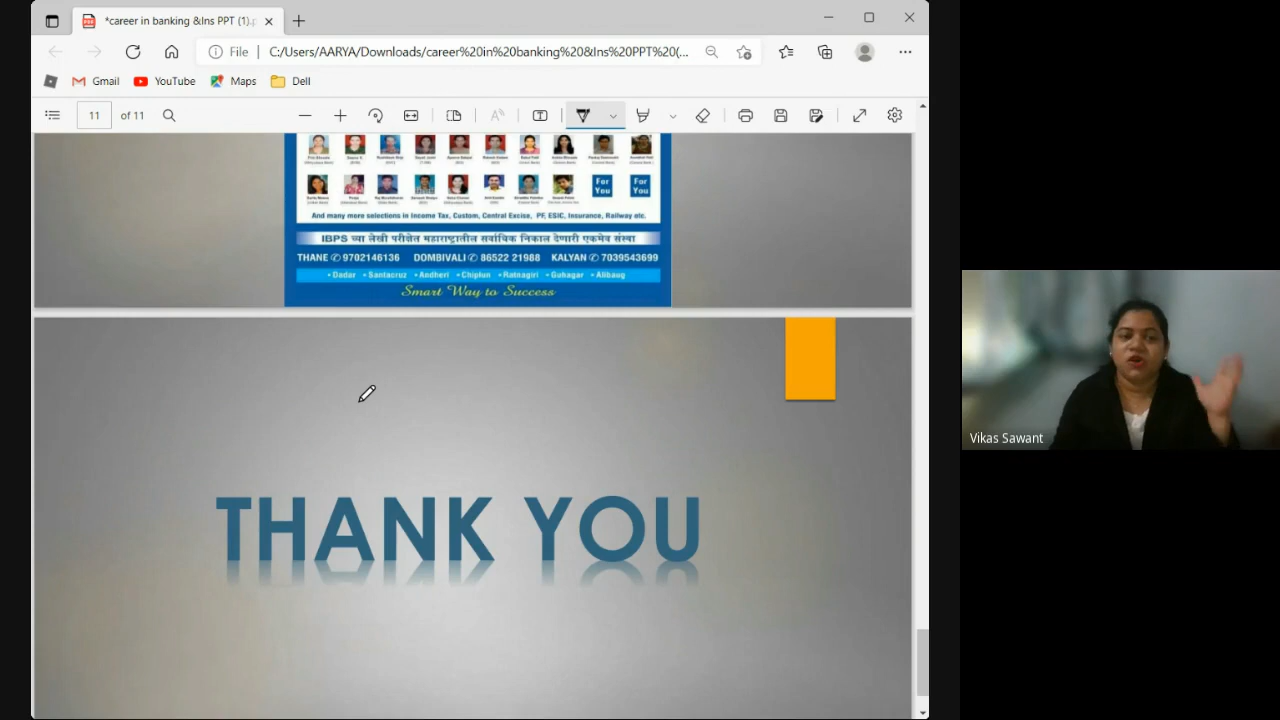 *career in banking &Ins PPT (1).p
File
C:/Users/AARYA/Downloads/career%20in%20banking%20&Ins%20PPT%20(...
Gmail
YouTube
Maps
Dell
11 of 11
For You
For You
And many more selections in Income Tax, Custom, Central Excise, PF, ESIC, Insurance, Railway etc.
IBPS च्या लेखी परीक्षेत महाराष्ट्रातील सर्वाधिक निकाल देणारी एकमेव संस्था
THANE ✆ 9702146136 DOMBIVALI ✆ 86522 21988 KALYAN ✆ 7039543699
• Dadar • Santacruz • Andheri • Chiplun • Ratnagiri • Guhagar • Alibaug
Smart Way to Success
THANK YOU
Vikas Sawant